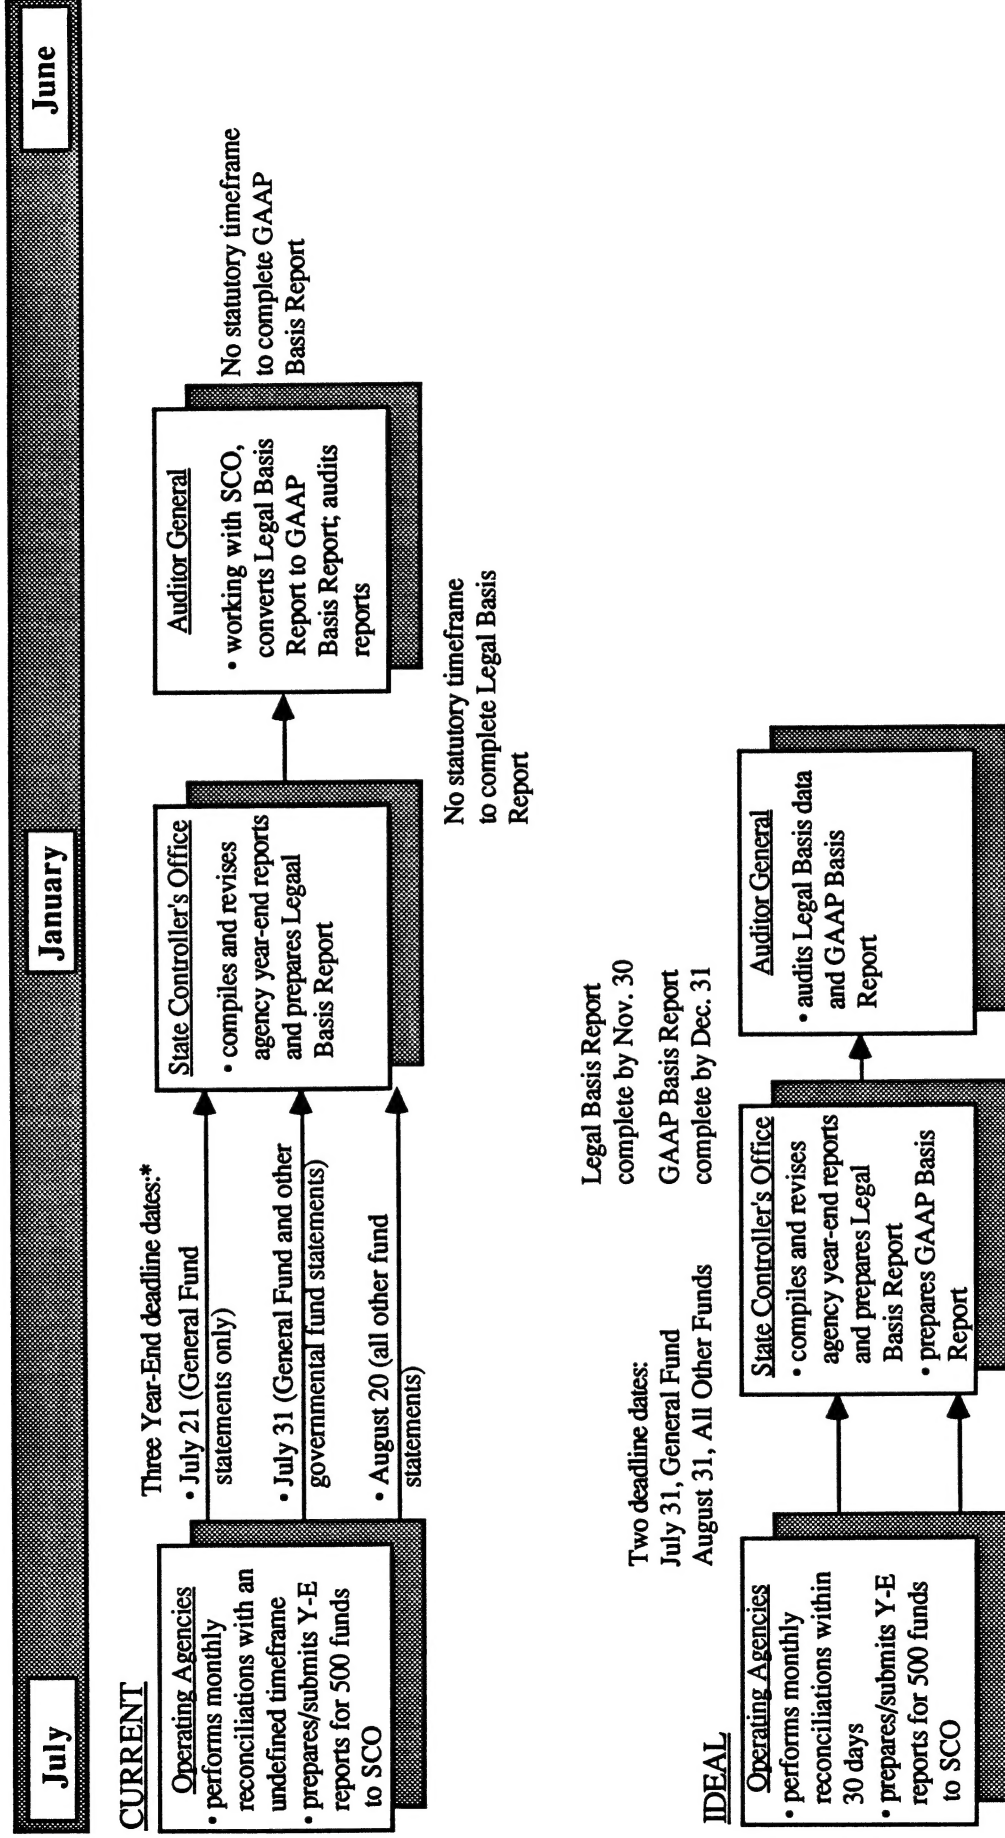 July
January
June
CURRENT
Operating Agencies
• performs monthly
reconciliations with an
undefined timeframe
• prepares/submits Y-E
reports for 500 funds
to SCO
Three Year-End deadline dates:*
• July 21 (General Fund
statements only)
• July 31 (General Fund and other
governmental fund statements)
• August 20 (all other fund
statements)
State Controller's Office
• compiles and revises
agency year-end reports
and prepares Legaal
Basis Report
No statutory timeframe
to complete Legal Basis
Report
Auditor General
• working with SCO,
converts Legal Basis
Report to GAAP
Basis Report; audits
reports
No statutory timeframe
to complete GAAP
Basis Report
IDEAL
Operating Agencies
• performs monthly
reconciliations within
30 days
• prepares/submits Y-E
reports for 500 funds
to SCO
Two deadline dates:
July 31, General Fund
August 31, All Other Funds
State Controller's Office
• compiles and revises
agency year-end reports
and prepares Legal
Basis Report
• prepares GAAP Basis
Report
Legal Basis Report
complete by Nov. 30
GAAP Basis Report
complete by Dec. 31
Auditor General
• audits Legal Basis data
and GAAP Basis
Report